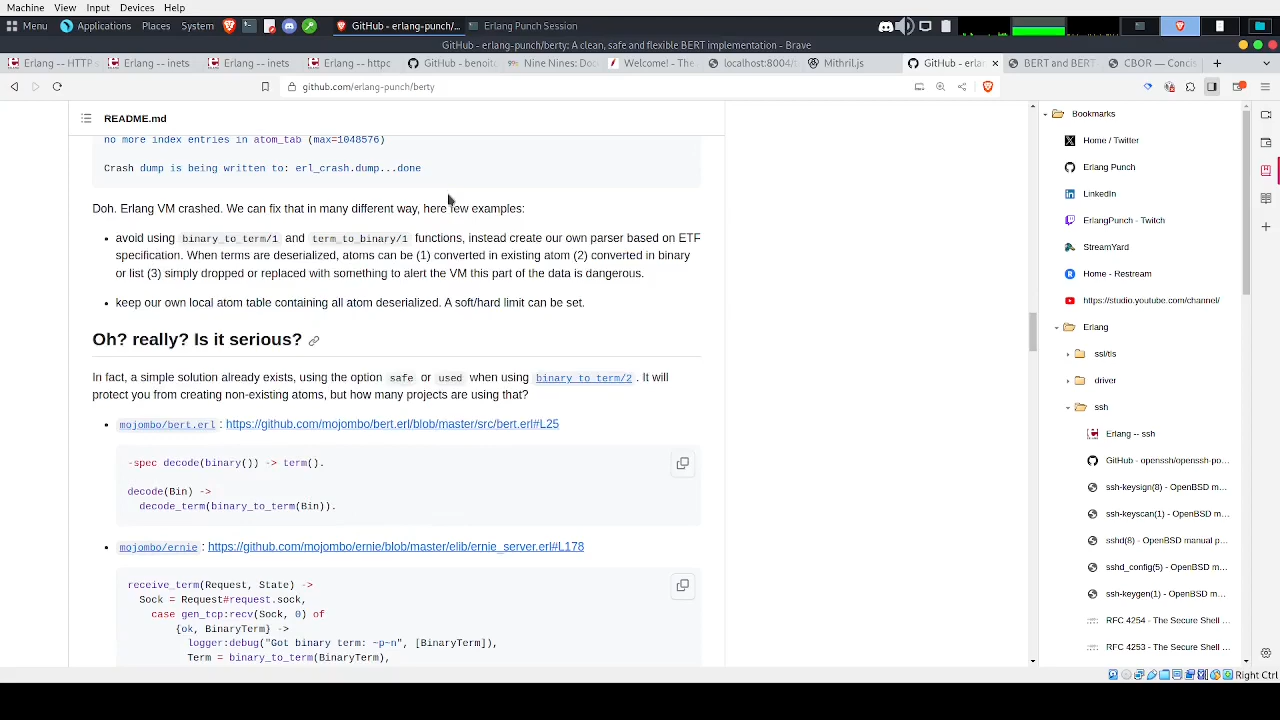 Machine View Input Devices Help
Menu Applications Places System GitHub - erlang-punch/... Erlang Punch Session
GitHub - erlang-punch/berty: A clean, safe and flexible BERT implementation - Brave
Erlang -- HTTP Erlang -- inets Erlang -- inets Erlang -- httpc GitHub - benoit Welcome! - The localhost:8004/t Mithril.js GitHub - erla BERT and BERT CBOR — Concis
github.com/erlang-punch/berty
README.md
no more index entries in atom_tab (max=1048576)
Crash dump is being written to: erl_crash.dump...done
Doh. Erlang VM crashed. We can fix that in many different way, here few examples:
• avoid using binary_to_term/1 and term_to_binary/1 functions, instead create our own parser based on ETF
specification. When terms are deserialized, atoms can be (1) converted in existing atom (2) converted in binary
or list (3) simply dropped or replaced with something to alert the VM this part of the data is dangerous.
• keep our own local atom table containing all atom deserialized. A soft/hard limit can be set.
Oh? really? Is it serious?
In fact, a simple solution already exists, using the option safe or used when using binary_to_term/2 . It will
protect you from creating non-existing atoms, but how many projects are using that?
• mojombo/bert.erl : https://github.com/mojombo/bert.erl/blob/master/src/bert.erl#L25
-spec decode(binary()) -> term().
decode(Bin) ->
decode_term(binary_to_term(Bin)).
• mojombo/ernie : https://github.com/mojombo/ernie/blob/master/elib/ernie_server.erl#L178
receive_term(Request, State) ->
Sock = Request#request.sock,
case gen_tcp:recv(Sock, 0) of
{ok, BinaryTerm} ->
logger:debug("Got binary term: ~p~n", [BinaryTerm]),
Term = binary_to_term(BinaryTerm),
Bookmarks
Home / Twitter
Erlang Punch
LinkedIn
ErlangPunch - Twitch
StreamYard
Home - Restream
https://studio.youtube.com/channel/
Erlang
ssl/tls
driver
ssh
Erlang -- ssh
GitHub - openssh/openssh-po...
ssh-keysign(8) - OpenBSD m...
ssh-keyscan(1) - OpenBSD m...
sshd(8) - OpenBSD manual p...
sshd_config(5) - OpenBSD m...
ssh-keygen(1) - OpenBSD m...
RFC 4254 - The Secure Shell ...
RFC 4253 - The Secure Shell ...
Right Ctrl